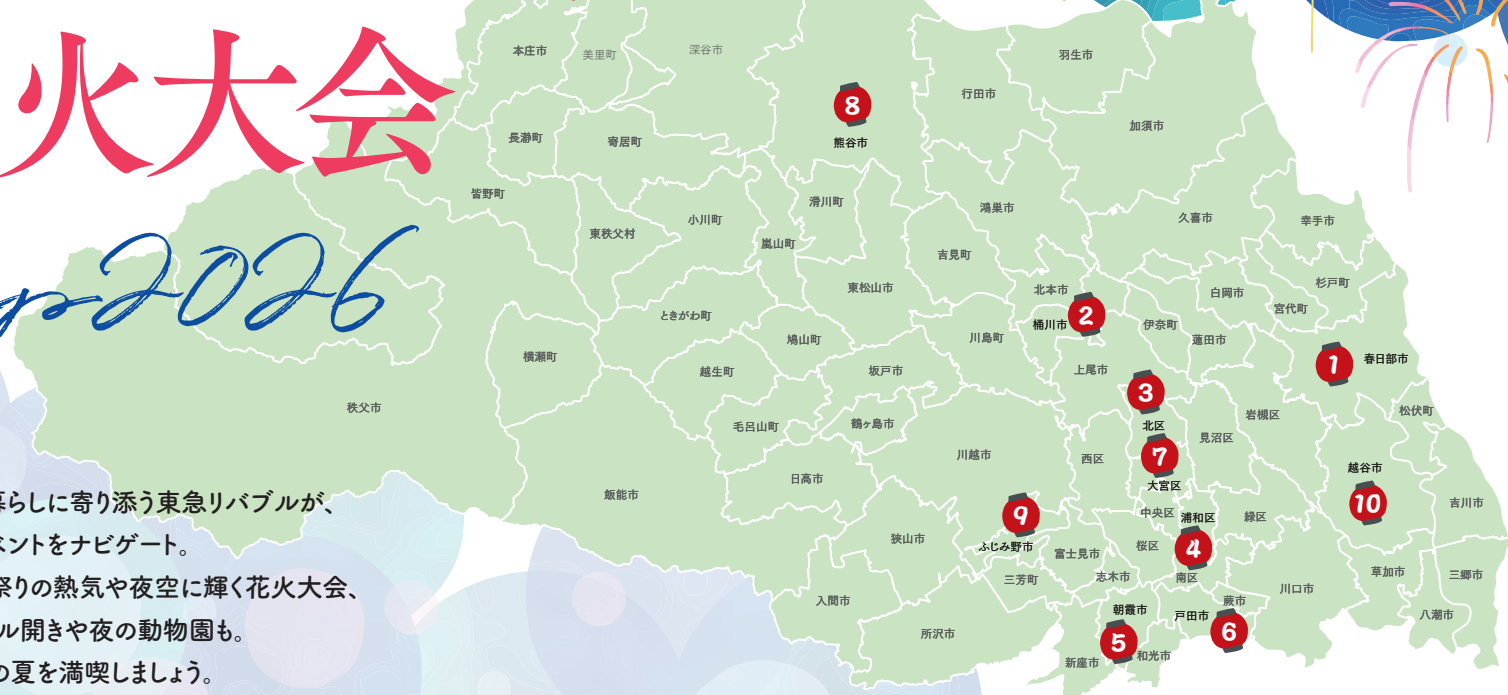 火大会
2026
暮らしに寄り添う東急リバブルが、
ベントをナビゲート。
祭りの熱気や夜空に輝く花火大会、
ル開きや夜の動物園も。
の夏を満喫しましょう。
本庄市
美里町
深谷市
羽生市
行田市
8
熊谷市
加須市
長瀞町
寄居町
皆野町
滑川町
鴻巣市
久喜市
幸手市
小川町
東秩父村
嵐山町
吉見町
東松山市
北本市
白岡市
杉戸町
宮代町
ときがわ町
桶川市
2
伊奈町
鳩山町
川島町
蓮田市
横瀬町
越生町
坂戸市
上尾市
1
春日部市
3
秩父市
毛呂山町
鶴ヶ島市
北区
岩槻区
松伏町
見沼区
川越市
西区
7
大宮区
越谷市
日高市
飯能市
10
吉川市
9
中央区
浦和区
緑区
狭山市
ふじみ野市
富士見市
桜区
4
三芳町
志木市
南区
川口市
草加市
三郷市
入間市
朝霞市
戸田市
蕨市
八潮市
所沢市
5
6
新座市
和光市